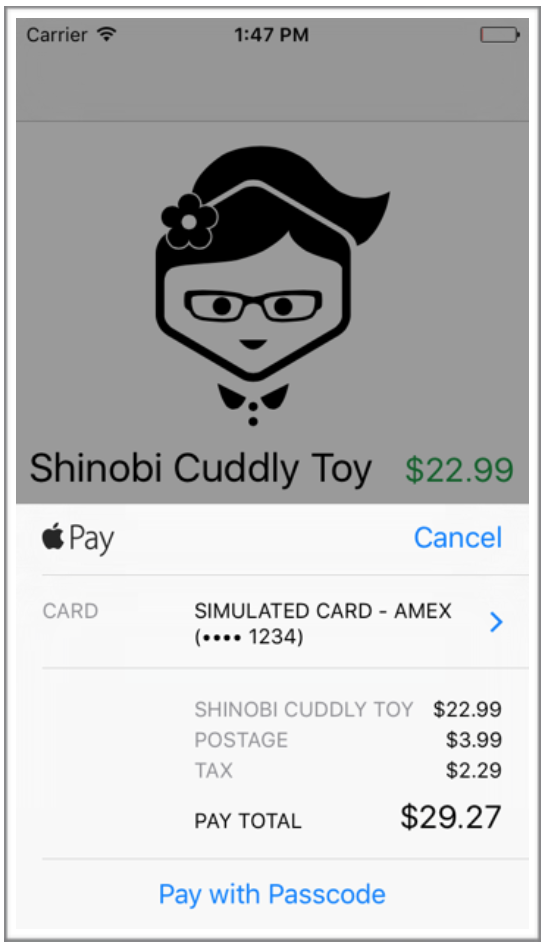 Carrier 1:47 PM
Shinobi Cuddly Toy $22.99
Pay Cancel
CARD SIMULATED CARD - AMEX
(•••• 1234)
SHINOBI CUDDLY TOY $22.99
POSTAGE $3.99
TAX $2.29
PAY TOTAL $29.27
Pay with Passcode